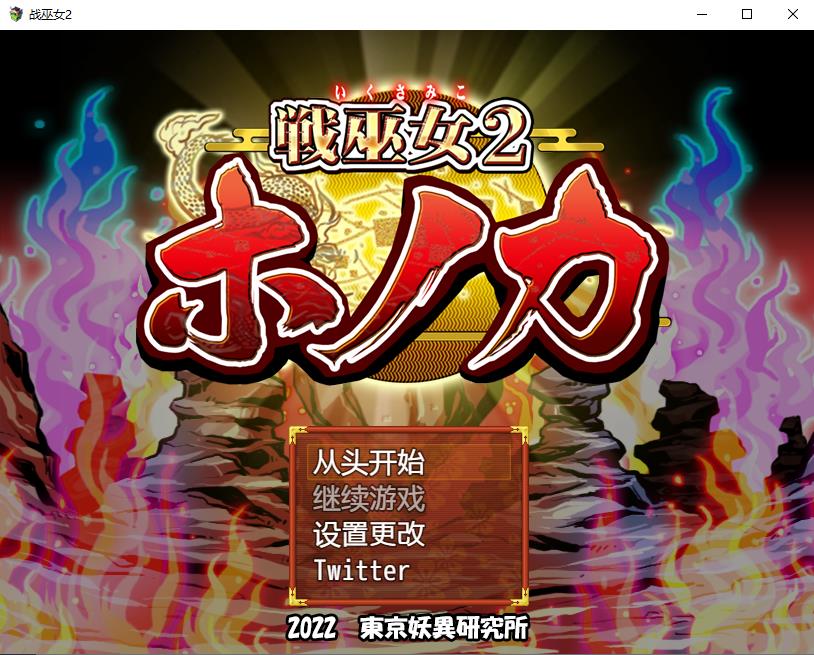 战巫女2
いくさみこ
戦巫女2
ホノカ
从头开始
继续游戏
设置更改
Twitter
2022 東京妖異研究所